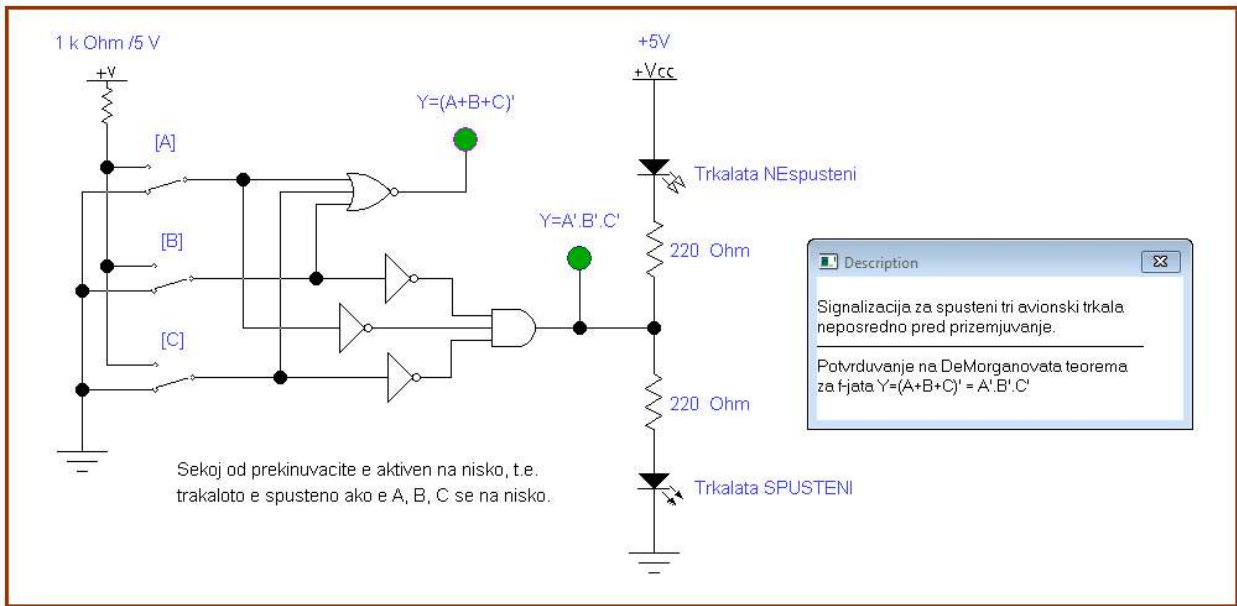 1 k Ohm /5 V
+V
[A]
[B]
[C]
Y=(A+B+C)'
Y=A'.B'.C'
+5V
+Vcc
Trkalata NEspusteni
220 Ohm
220 Ohm
Trkalata SPUSTENI
Sekoj od prekinuvacite e aktiven na nisko, t.e.
trakaloto e spusteno ako e A, B, C se na nisko.
Description
Signalizacija za spusteni tri avionski trkala
neposredno pred prizemjuvanje.
Potvrduvanje na DeMorganovata teorema
za f-jata Y=(A+B+C)' = A'.B'.C'